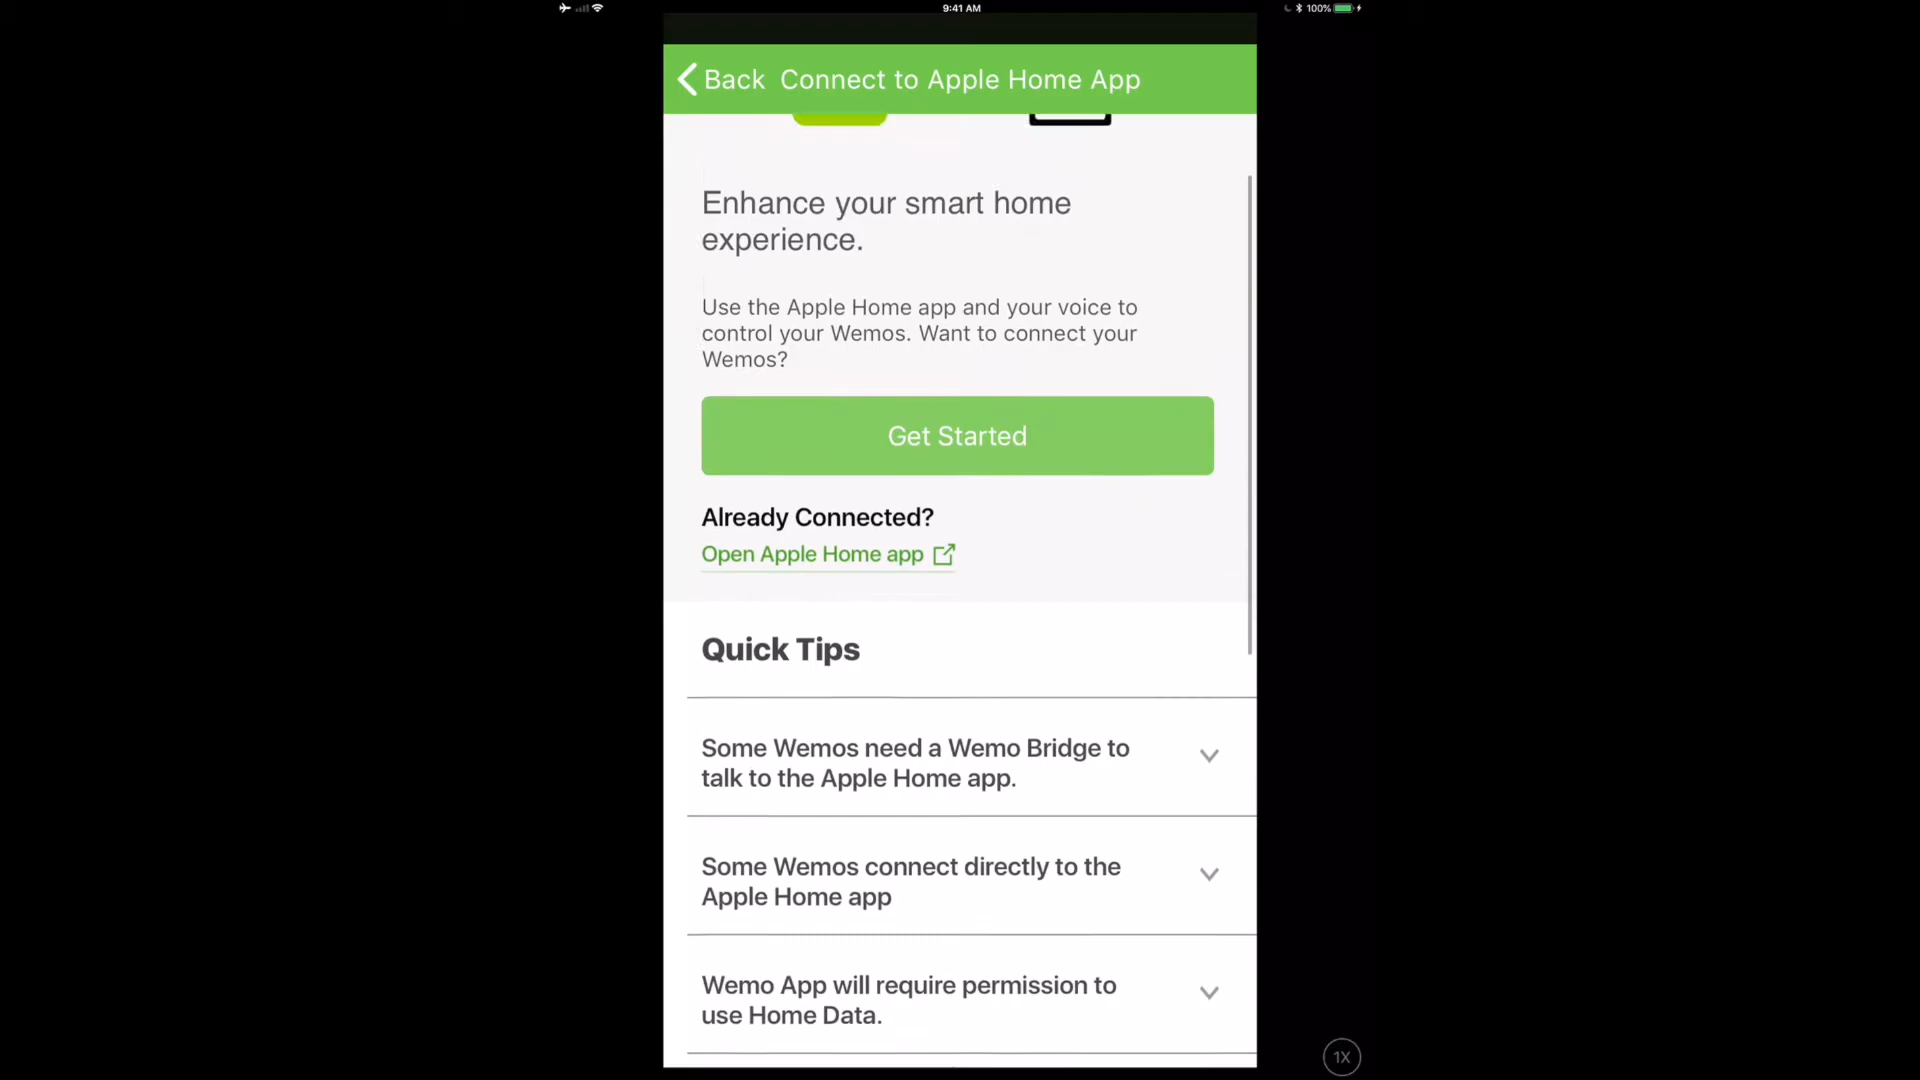 9:41 AM
100%
Back Connect to Apple Home App
Enhance your smart home
experience.
Use the Apple Home app and your voice to
control your Wemos. Want to connect your
Wemos?
Get Started
Already Connected?
Open Apple Home app
Quick Tips
Some Wemos need a Wemo Bridge to
talk to the Apple Home app.
Some Wemos connect directly to the
Apple Home app
Wemo App will require permission to
use Home Data.
1X